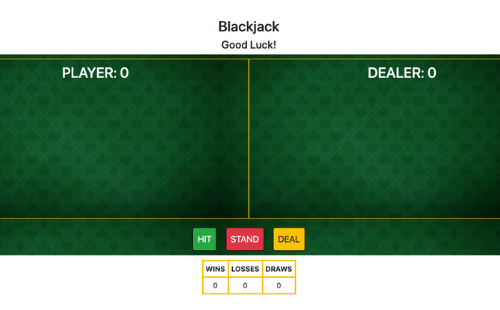 Blackjack
Good Luck!
PLAYER: 0 DEALER: 0
HIT STAND DEAL
WINS LOSSES DRAWS
0 0 0